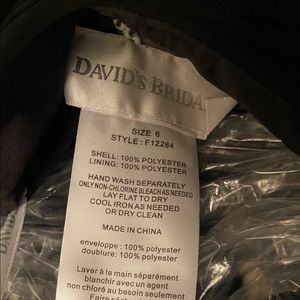 DAVID'S BRIDA
SIZE 6
STYLE: F12284
SHELL: 100% POLYESTER
LINING: 100% POLYESTER
HAND WASH SEPARATELY
ONLY NON-CHLORINE BLEACH AS NEEDED
LAY FLAT TO DRY
COOL IRON AS NEEDED
OR DRY CLEAN
MADE IN CHINA
enveloppe: 100% polyester
doublure: 100% polyester
Laver à la main séparément
blanchir avec un agent
non chloré au besoin
Faire séch